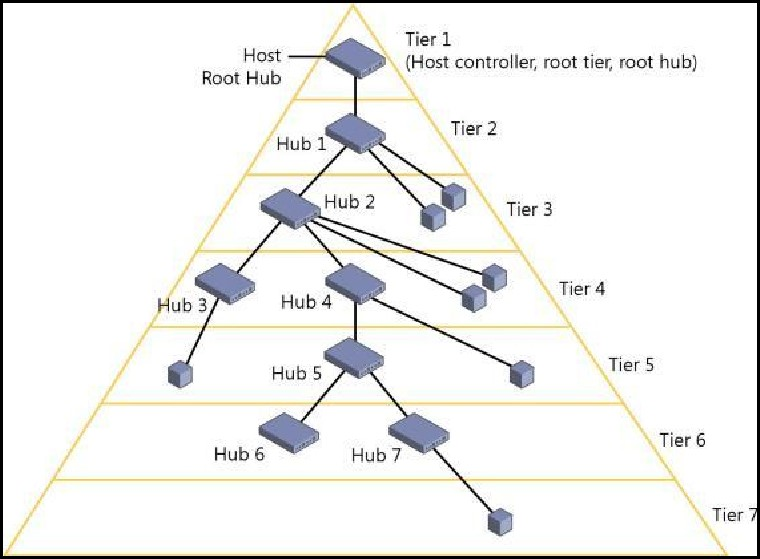 Host
Root Hub
Tier 1
(Host controller, root tier, root hub)
Hub 1
Tier 2
Hub 2
Tier 3
Hub 3
Hub 4
Tier 4
Hub 5
Tier 5
Hub 6
Hub 7
Tier 6
Tier 7